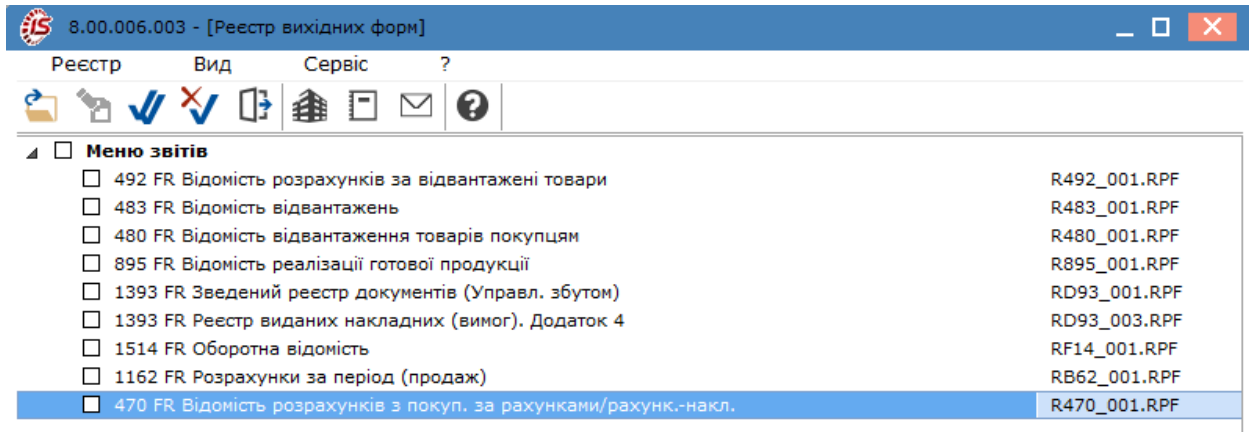 iS 8.00.006.003 - [Реєстр вихідних форм]
Реєстр Вид Сервіс ?
Меню звітів
492 FR Відомість розрахунків за відвантажені товари R492_001.RPF
483 FR Відомість відвантажень R483_001.RPF
480 FR Відомість відвантаження товарів покупцям R480_001.RPF
895 FR Відомість реалізації готової продукції R895_001.RPF
1393 FR Зведений реєстр документів (Управл. збутом) RD93_001.RPF
1393 FR Реєстр виданих накладних (вимог). Додаток 4 RD93_003.RPF
1514 FR Оборотна відомість RF14_001.RPF
1162 FR Розрахунки за період (продаж) RB62_001.RPF
470 FR Відомість розрахунків з покуп. за рахунками/рахунк.-накл. R470_001.RPF